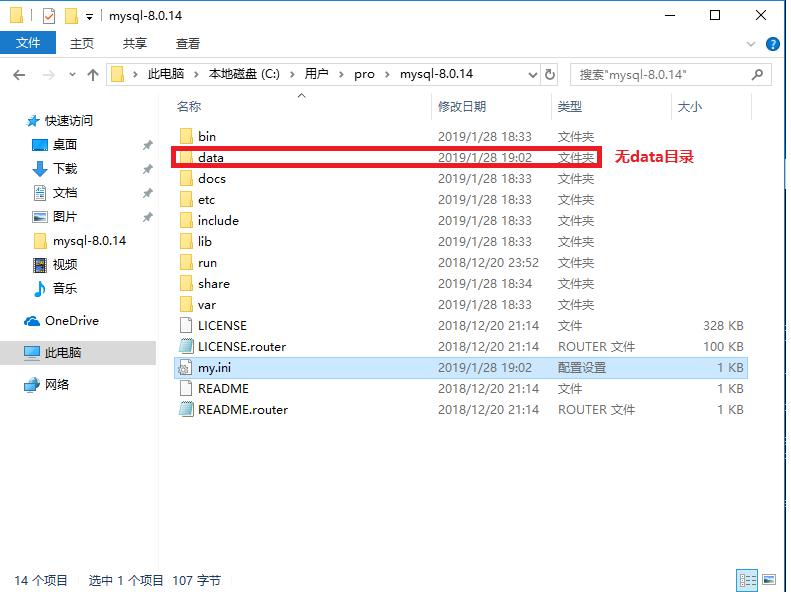 mysql-8.0.14
文件 主页 共享 查看
此电脑 本地磁盘 (C:) 用户 pro mysql-8.0.14 搜索"mysql-8.0.14"
名称 修改日期 类型 大小
快速访问
桌面
下载
文档
图片
mysql-8.0.14
视频
音乐
OneDrive
此电脑
网络
bin 2019/1/28 18:33 文件夹
data 2019/1/28 19:02 文件夹 无data目录
docs 2019/1/28 18:33 文件夹
etc 2019/1/28 18:33 文件夹
include 2019/1/28 18:33 文件夹
lib 2019/1/28 18:33 文件夹
run 2018/12/20 23:52 文件夹
share 2019/1/28 18:34 文件夹
var 2019/1/28 18:33 文件夹
LICENSE 2018/12/20 21:14 文件 328 KB
LICENSE.router 2018/12/20 21:14 ROUTER 文件 100 KB
my.ini 2019/1/28 19:02 配置设置 1 KB
README 2018/12/20 21:14 文件 1 KB
README.router 2018/12/20 21:14 ROUTER 文件 1 KB
14 个项目 选中 1 个项目 107 字节